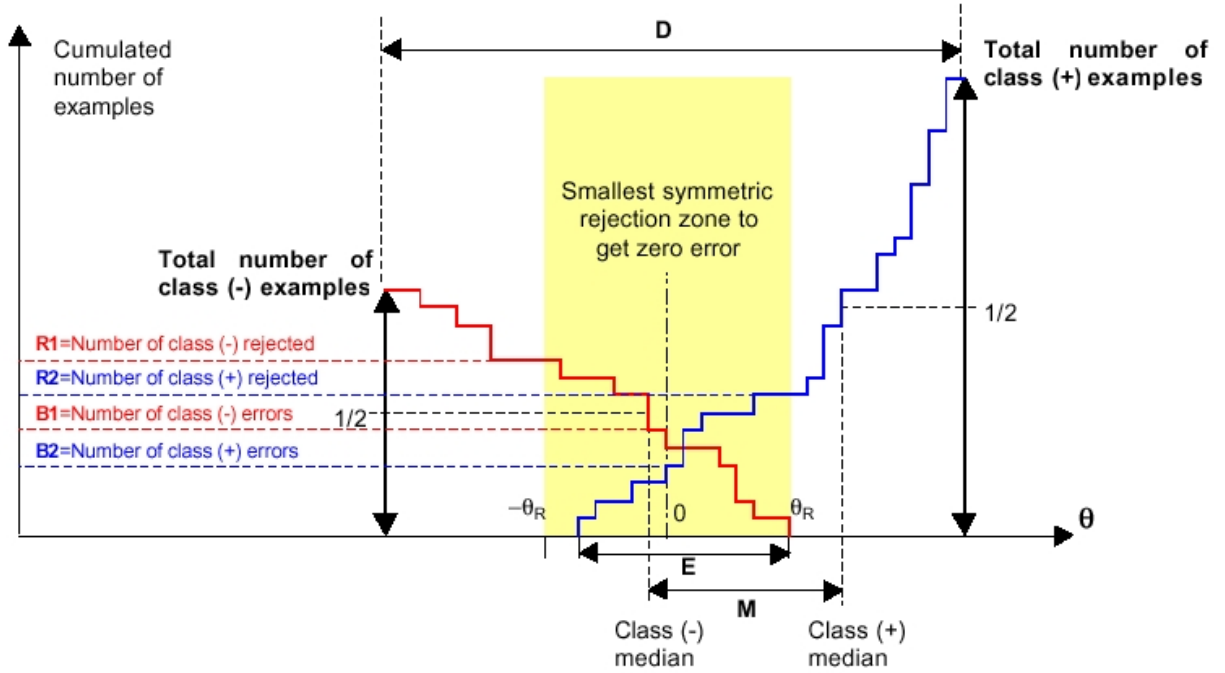 D
Cumulated
number of
examples
Total number of
class (+) examples
Smallest symmetric
rejection zone to
get zero error
Total number of
class (-) examples
1/2
R1=Number of class (-) rejected
R2=Number of class (+) rejected
B1=Number of class (-) errors
1/2
B2=Number of class (+) errors
−θR
0
θR
θ
E
M
Class (-)
median
Class (+)
median